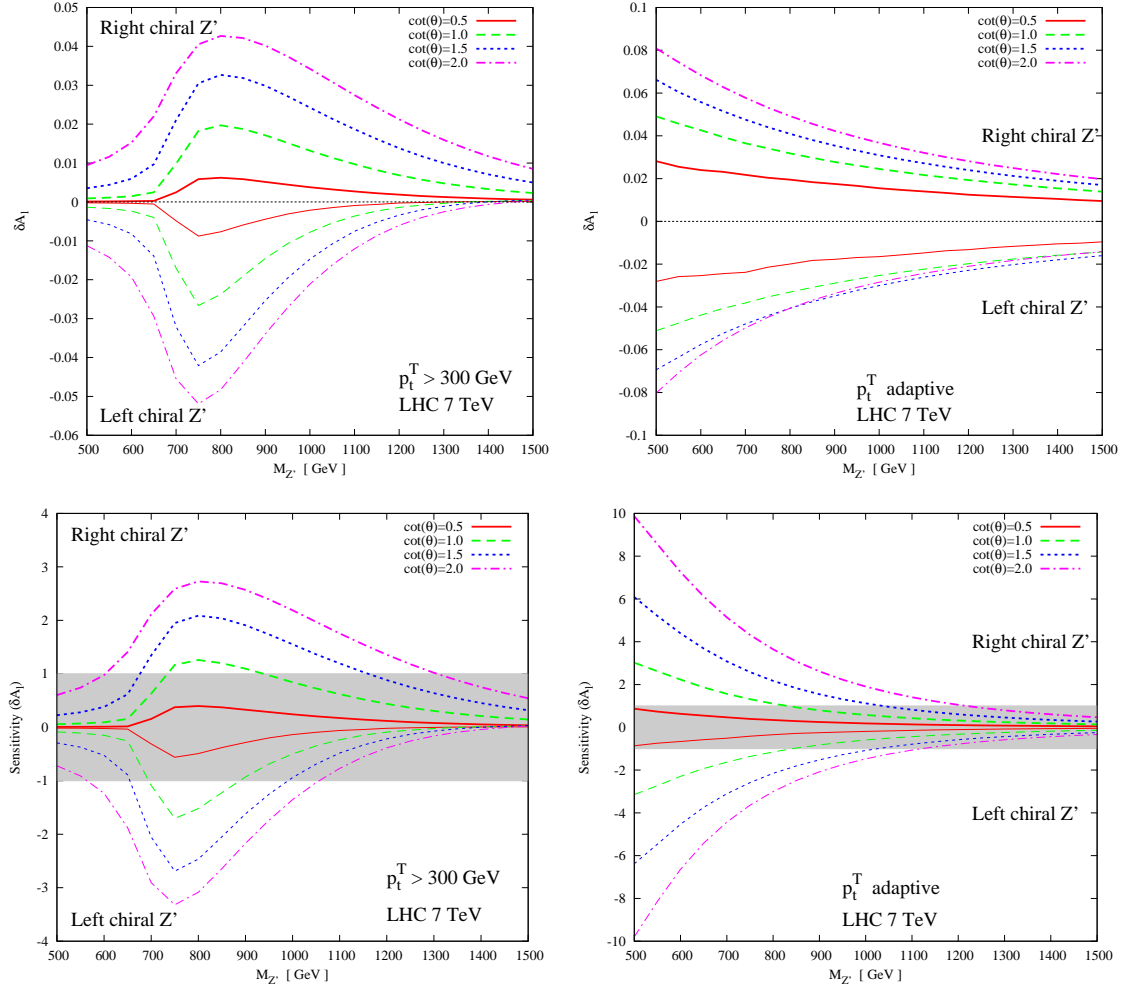 Right chiral Z'
cot(θ)=0.5
cot(θ)=1.0
cot(θ)=1.5
cot(θ)=2.0
0.05
0.04
0.03
0.02
0.01
0
-0.01
-0.02
-0.03
-0.04
-0.05
-0.06
δA_l
p_t^T > 300 GeV
LHC 7 TeV
Left chiral Z'
500 600 700 800 900 1000 1100 1200 1300 1400 1500
M_Z' [ GeV ]
cot(θ)=0.5
cot(θ)=1.0
cot(θ)=1.5
cot(θ)=2.0
0.1
0.08
0.06
0.04
0.02
0
-0.02
-0.04
-0.06
-0.08
-0.1
δA_l
Right chiral Z'
Left chiral Z'
p_t^T adaptive
LHC 7 TeV
500 600 700 800 900 1000 1100 1200 1300 1400 1500
M_Z' [ GeV ]
Right chiral Z'
cot(θ)=0.5
cot(θ)=1.0
cot(θ)=1.5
cot(θ)=2.0
4
3
2
1
0
-1
-2
-3
-4
Sensitivity (δA_l)
p_t^T > 300 GeV
LHC 7 TeV
Left chiral Z'
500 600 700 800 900 1000 1100 1200 1300 1400 1500
M_Z' [ GeV ]
cot(θ)=0.5
cot(θ)=1.0
cot(θ)=1.5
cot(θ)=2.0
10
8
6
4
2
0
-2
-4
-6
-8
-10
Sensitivity (δA_l)
Right chiral Z'
Left chiral Z'
p_t^T adaptive
LHC 7 TeV
500 600 700 800 900 1000 1100 1200 1300 1400 1500
M_Z' [ GeV ]